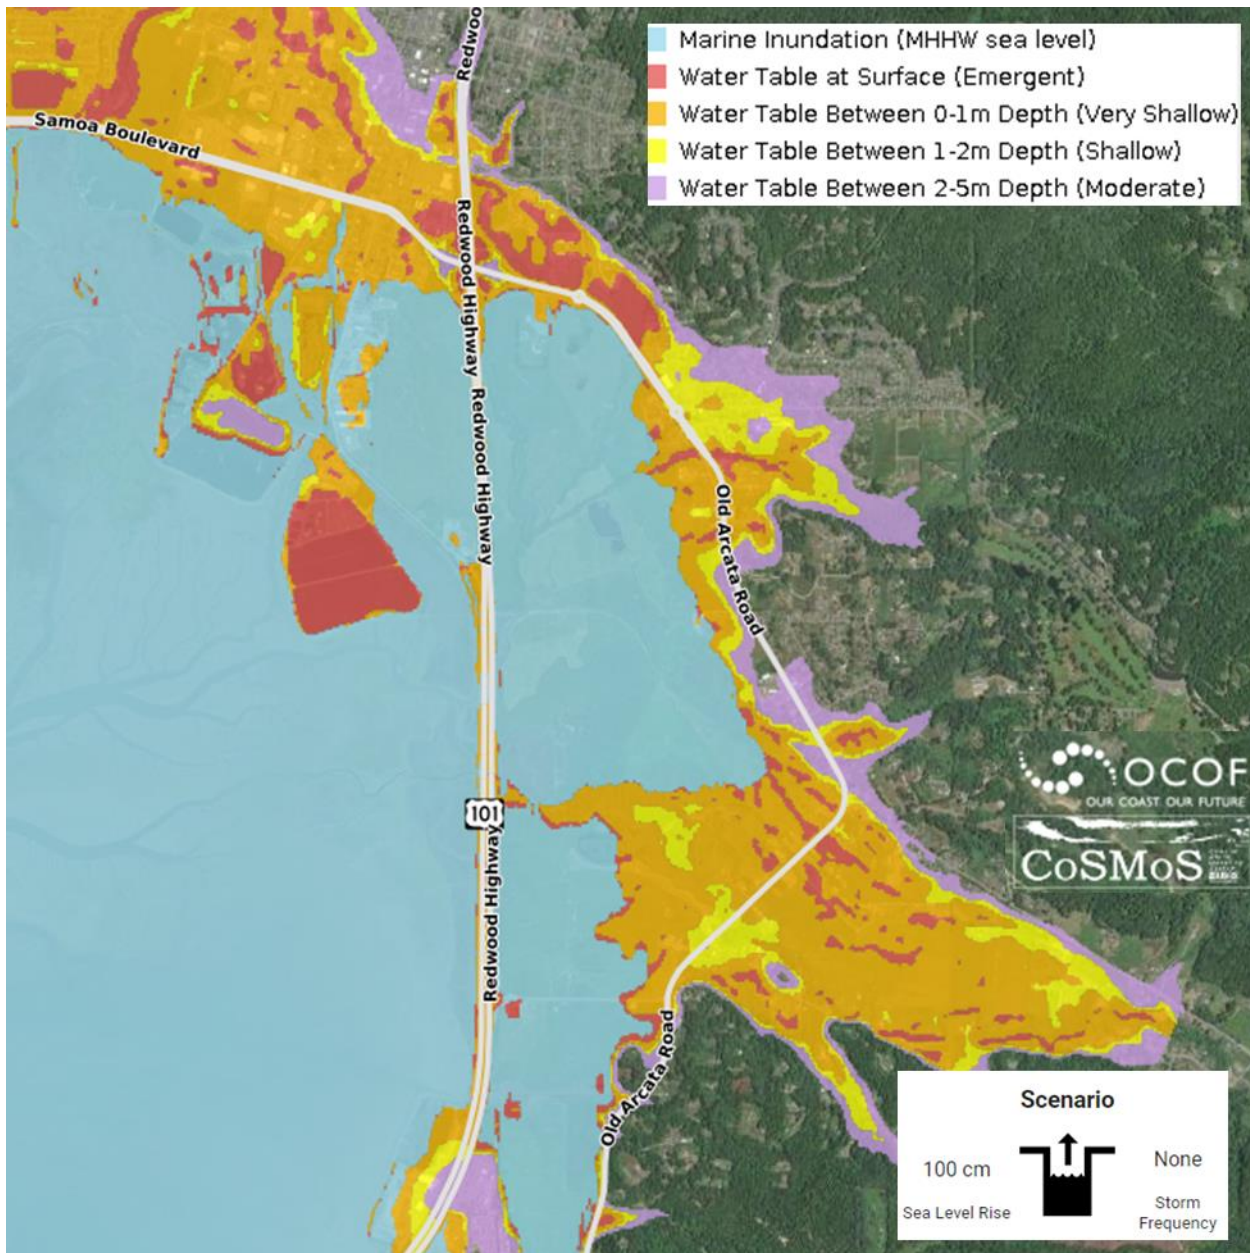 Redwoo
Marine Inundation (MHHW sea level)
Water Table at Surface (Emergent)
Water Table Between 0-1m Depth (Very Shallow)
Water Table Between 1-2m Depth (Shallow)
Water Table Between 2-5m Depth (Moderate)
Samoa Boulevard
Redwood Highway
Redwood Highway
Old Arcata Road
OCOF
OUR COAST OUR FUTURE
101
CoSMoS
Redwood Highway
Old Arcata Road
Scenario
100 cm
Sea Level Rise
None
Storm
Frequency